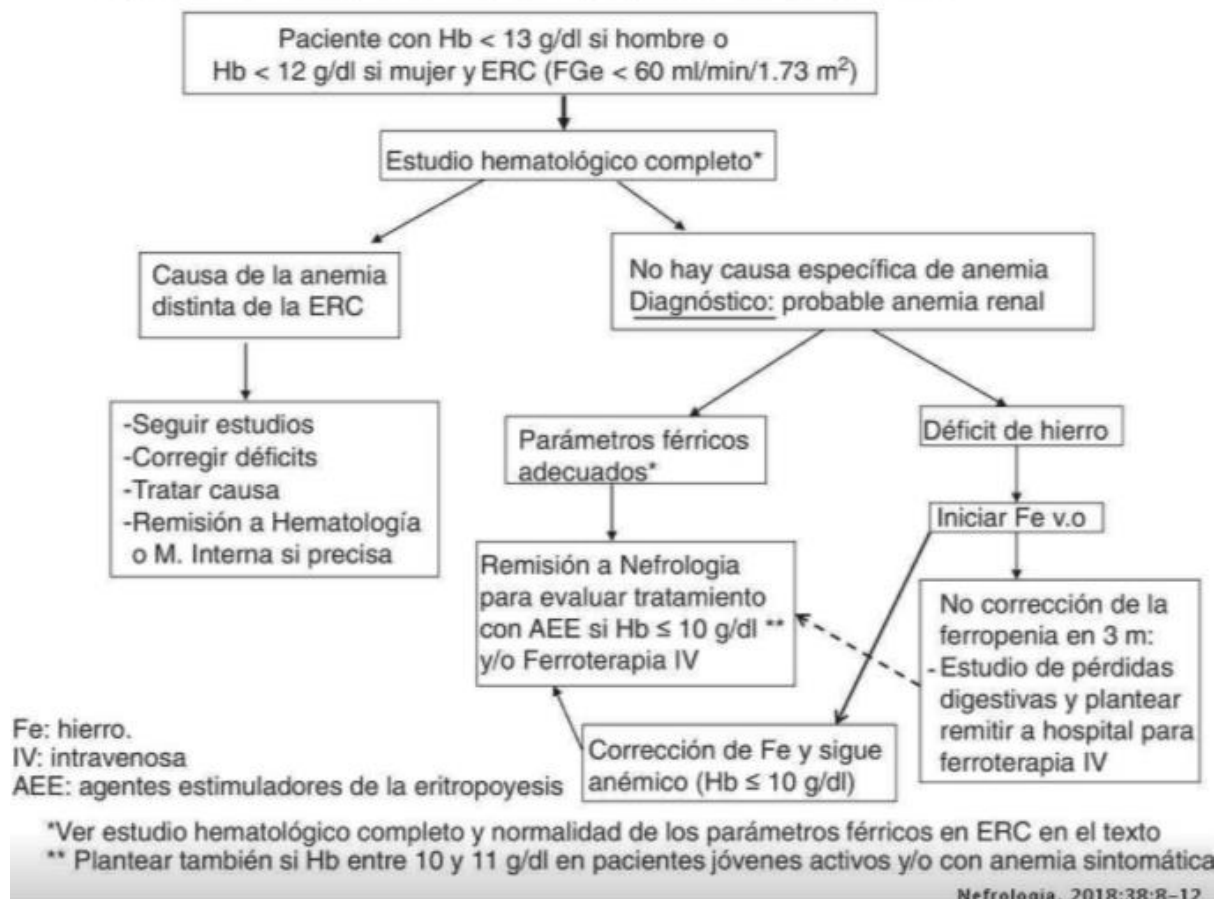 Paciente con Hb < 13 g/dl si hombre o
Hb < 12 g/dl si mujer y ERC (FGe < 60 ml/min/1.73 m²)
Estudio hematológico completo*
Causa de la anemia
distinta de la ERC
No hay causa específica de anemia
Diagnóstico: probable anemia renal
-Seguir estudios
-Corregir déficits
-Tratar causa
-Remisión a Hematología
o M. Interna si precisa
Parámetros férricos
adecuados*
Déficit de hierro
Iniciar Fe v.o
Remisión a Nefrologia
para evaluar tratamiento
con AEE si Hb ≤ 10 g/dl **
y/o Ferroterapia IV
No corrección de la
ferropenia en 3 m:
- Estudio de pérdidas
digestivas y plantear
remitir a hospital para
ferroterapia IV
Corrección de Fe y sigue
anémico (Hb ≤ 10 g/dl)
Fe: hierro.
IV: intravenosa
AEE: agentes estimuladores de la eritropoyesis
*Ver estudio hematológico completo y normalidad de los parámetros férricos en ERC en el texto
** Plantear también si Hb entre 10 y 11 g/dl en pacientes jóvenes activos y/o con anemia sintomática
Nefrologia. 2018;38:8–12